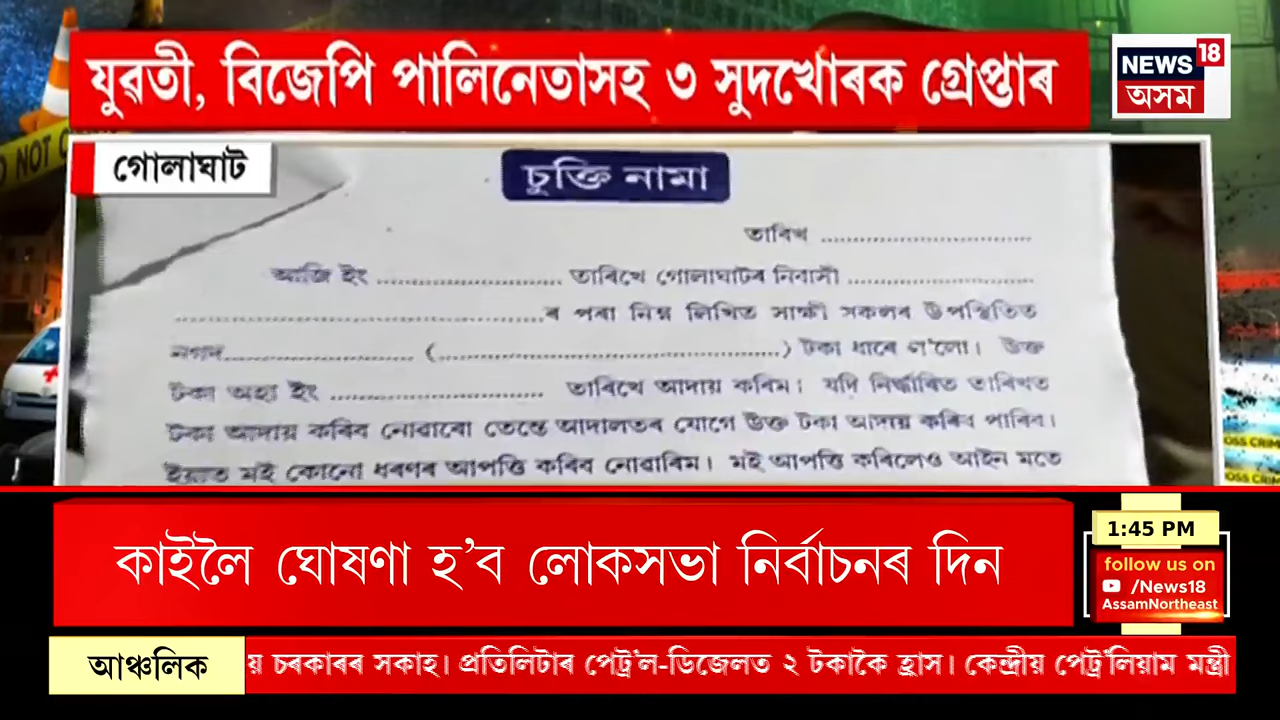 যুৱতী, বিজেপি পালিনেতাসহ ৩ সুদখোৰক গ্ৰেপ্তাৰ
NEWS 18
অসম
গোলাঘাট
চুক্তি নামা
তাৰিখ ..............................
আজি ইং .......................... তাৰিখে গোলাঘাটৰ নিবাসী ..........................
....................................................ৰ পৰা নিম্ন লিখিত সাক্ষী সকলৰ উপস্থিতিত
নগদ.......................... (................................................) টকা ধাৰে ল'লো। উক্ত
টকা অহা ইং .............................. তাৰিখে আদায় কৰিম। যদি নিৰ্দ্ধাৰিত তাৰিখত
টকা আদায় কৰিব নোৱাৰো তেন্তে আদালতৰ যোগে উক্ত টকা আদায় কৰিব পাৰিব।
ইয়াত মই কোনো ধৰণৰ আপত্তি কৰিব নোৱাৰিম। মই আপত্তি কৰিলেও আইন মতে
কাইলৈ ঘোষণা হ'ব লোকসভা নিৰ্বাচনৰ দিন
1:45 PM
follow us on
/News18
AssamNortheast
আঞ্চলিক
য় চৰকাৰৰ সকাহ। প্ৰতিলিটাৰ পেট্ৰ'ল-ডিজেলত ২ টকাকৈ হ্ৰাস। কেন্দ্ৰীয় পেট্ৰ'লিয়াম মন্ত্ৰী